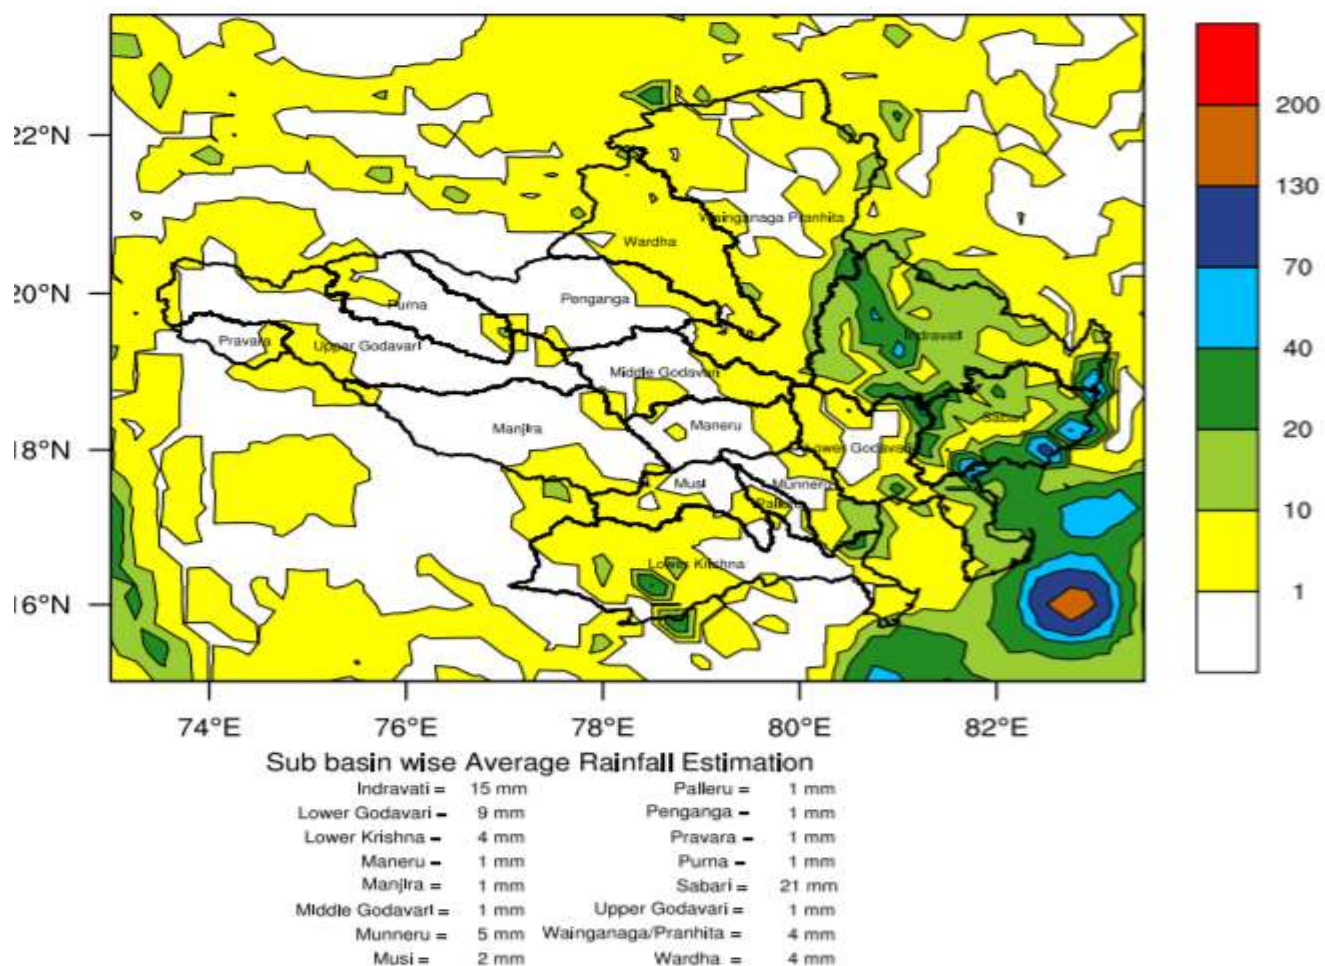 22°N
20°N
18°N
16°N
74°E 76°E 78°E 80°E 82°E
200
130
70
40
20
10
1
Wainganaga Pranhita
Wardha
Purna
Penganga
Indravati
Pravara
Upper Godavari
Middle Godavari
Sabari
Manjira
Maneru
Lower Godavari
Musi
Munneru
Palleru
Lower Krishna
Sub basin wise Average Rainfall Estimation
Indravati = 15 mm Palleru = 1 mm
Lower Godavari = 9 mm Penganga = 1 mm
Lower Krishna = 4 mm Pravara = 1 mm
Maneru = 1 mm Purna = 1 mm
Manjira = 1 mm Sabari = 21 mm
Middle Godavari = 1 mm Upper Godavari = 1 mm
Munneru = 5 mm Wainganaga/Pranhita = 4 mm
Musi = 2 mm Wardha = 4 mm